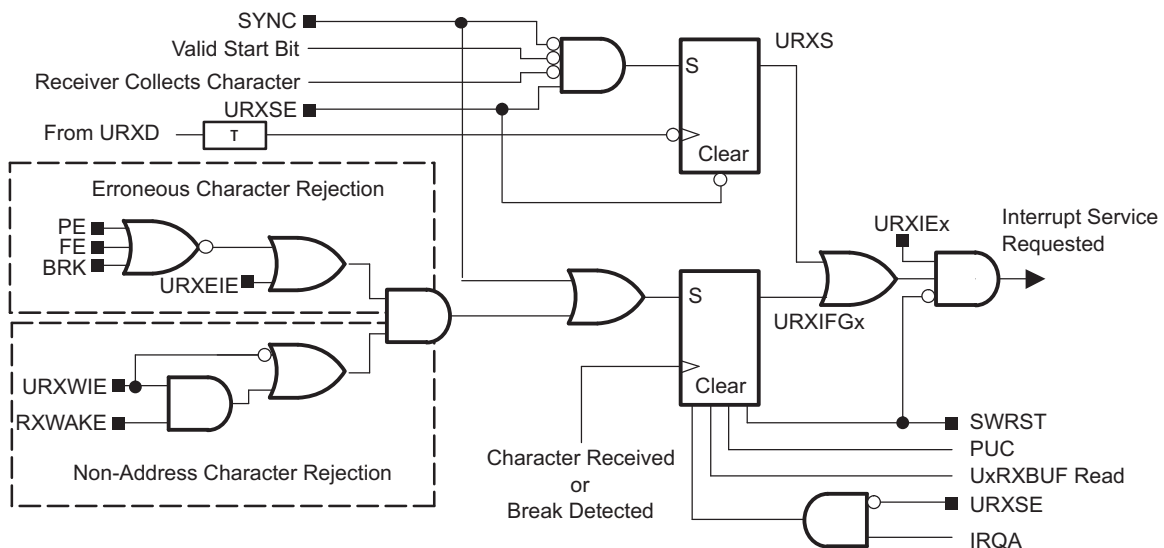 SYNC
Valid Start Bit
Receiver Collects Character
URXSE
From URXD
T
S
Clear
URXS
Erroneous Character Rejection
PE
FE
BRK
URXEIE
URXWIE
RXWAKE
Non-Address Character Rejection
S
Clear
URXIFGx
URXIEx
Interrupt Service
Requested
Character Received
or
Break Detected
SWRST
PUC
UxRXBUF Read
URXSE
IRQA